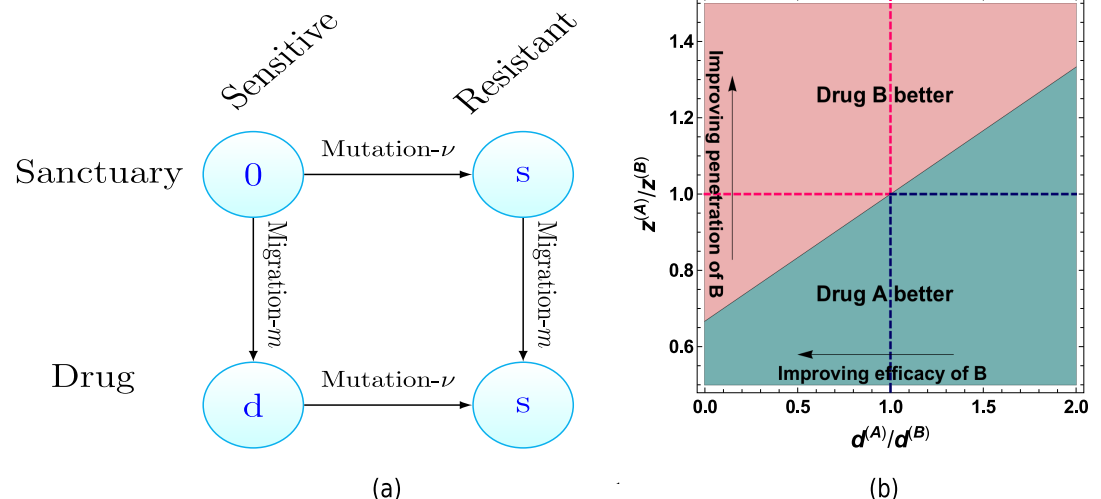 Sensitive
Resistant
Sanctuary
0
Mutation-ν
s
Migration-m
Migration-m
Drug
d
Mutation-ν
s
(a)
1.4
1.2
1.0
0.8
0.6
z(A)/z(B)
Improving penetration of B
Drug B better
Drug A better
Improving efficacy of B
0.0 0.5 1.0 1.5 2.0
d(A)/d(B)
(b)